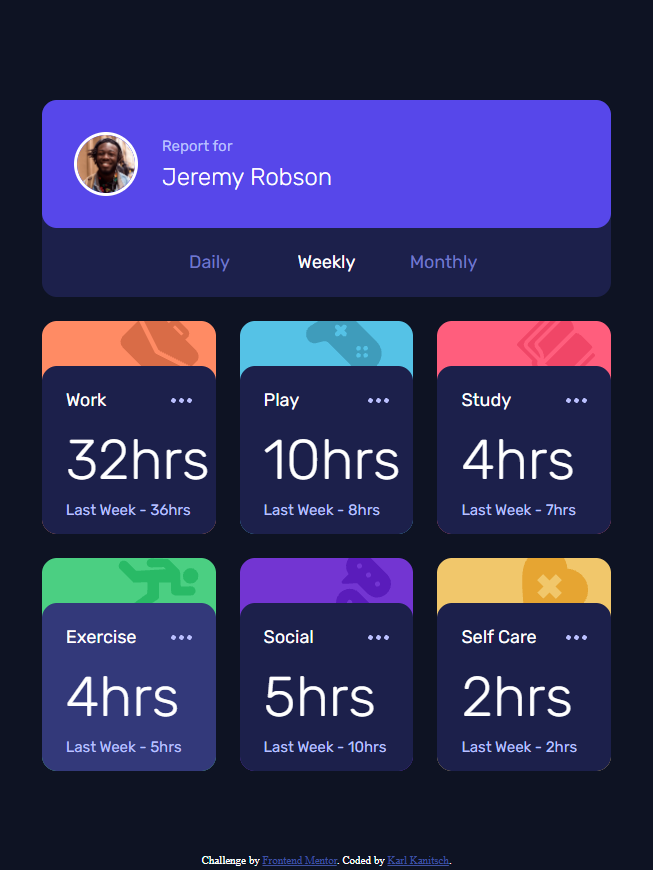 Report for
Jeremy Robson
Daily Weekly Monthly
Work
32hrs
Last Week - 36hrs
Play
10hrs
Last Week - 8hrs
Study
4hrs
Last Week - 7hrs
Exercise
4hrs
Last Week - 5hrs
Social
5hrs
Last Week - 10hrs
Self Care
2hrs
Last Week - 2hrs
Challenge by Frontend Mentor. Coded by Karl Kanitsch.